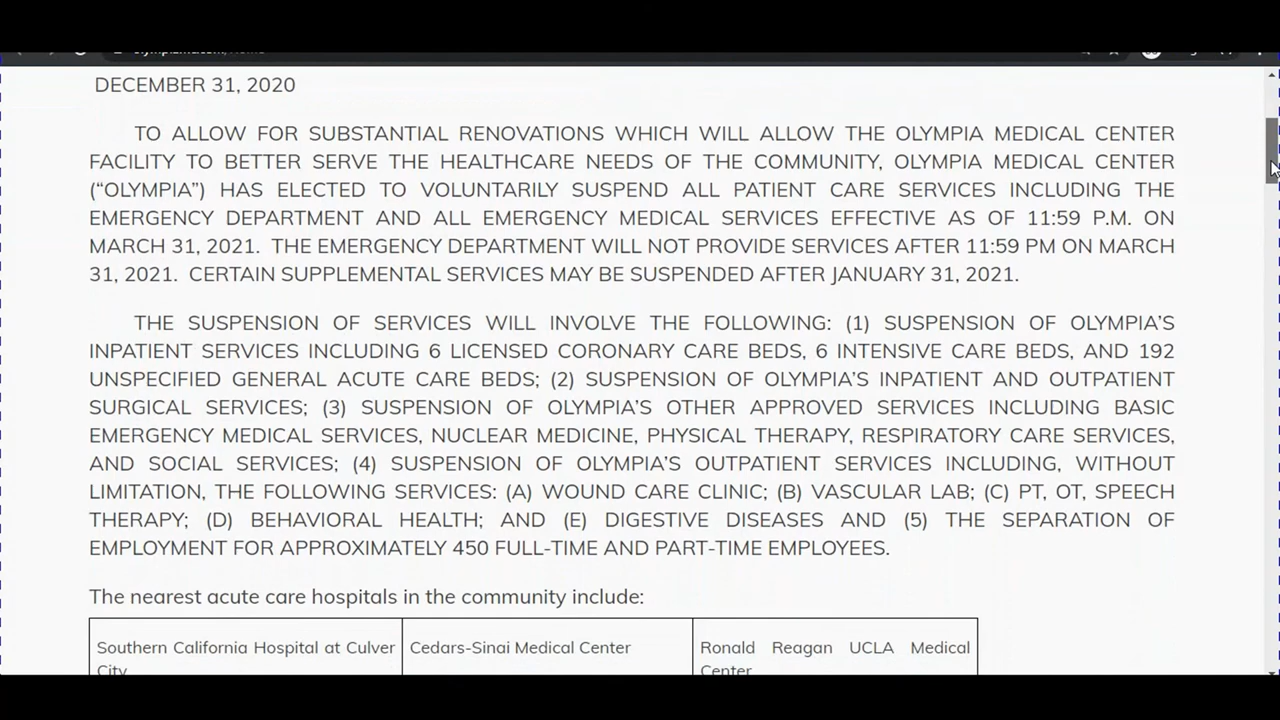 DECEMBER 31, 2020
TO ALLOW FOR SUBSTANTIAL RENOVATIONS WHICH WILL ALLOW THE OLYMPIA MEDICAL CENTER
FACILITY TO BETTER SERVE THE HEALTHCARE NEEDS OF THE COMMUNITY, OLYMPIA MEDICAL CENTER
(“OLYMPIA”) HAS ELECTED TO VOLUNTARILY SUSPEND ALL PATIENT CARE SERVICES INCLUDING THE
EMERGENCY DEPARTMENT AND ALL EMERGENCY MEDICAL SERVICES EFFECTIVE AS OF 11:59 P.M. ON
MARCH 31, 2021. THE EMERGENCY DEPARTMENT WILL NOT PROVIDE SERVICES AFTER 11:59 PM ON MARCH
31, 2021. CERTAIN SUPPLEMENTAL SERVICES MAY BE SUSPENDED AFTER JANUARY 31, 2021.
THE SUSPENSION OF SERVICES WILL INVOLVE THE FOLLOWING: (1) SUSPENSION OF OLYMPIA’S
INPATIENT SERVICES INCLUDING 6 LICENSED CORONARY CARE BEDS, 6 INTENSIVE CARE BEDS, AND 192
UNSPECIFIED GENERAL ACUTE CARE BEDS; (2) SUSPENSION OF OLYMPIA’S INPATIENT AND OUTPATIENT
SURGICAL SERVICES; (3) SUSPENSION OF OLYMPIA’S OTHER APPROVED SERVICES INCLUDING BASIC
EMERGENCY MEDICAL SERVICES, NUCLEAR MEDICINE, PHYSICAL THERAPY, RESPIRATORY CARE SERVICES,
AND SOCIAL SERVICES; (4) SUSPENSION OF OLYMPIA’S OUTPATIENT SERVICES INCLUDING, WITHOUT
LIMITATION, THE FOLLOWING SERVICES: (A) WOUND CARE CLINIC; (B) VASCULAR LAB; (C) PT, OT, SPEECH
THERAPY; (D) BEHAVIORAL HEALTH; AND (E) DIGESTIVE DISEASES AND (5) THE SEPARATION OF
EMPLOYMENT FOR APPROXIMATELY 450 FULL-TIME AND PART-TIME EMPLOYEES.
The nearest acute care hospitals in the community include:
Southern California Hospital at Culver
City
Cedars-Sinai Medical Center
Ronald Reagan UCLA Medical
Center